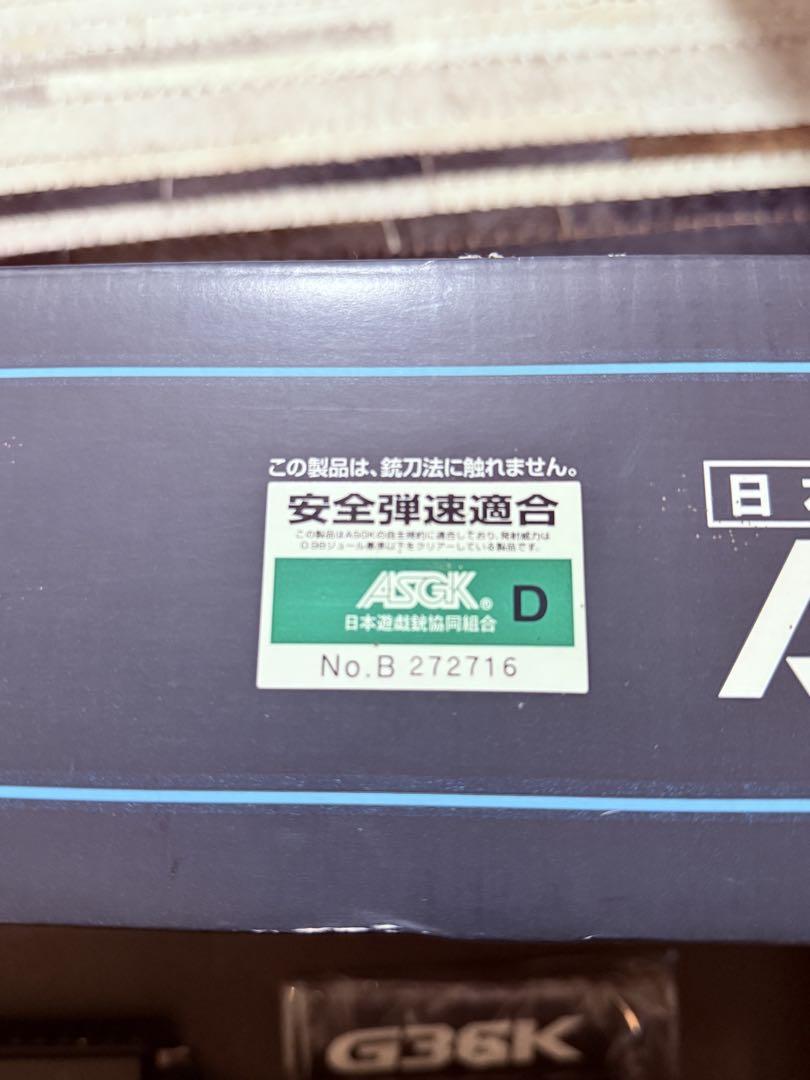 この製品は、銃刀法に触れません。
安全弾速適合
この製品はASGKの自主規約に適合しており、発射威力は
0.98ジュール基準以下をクリアーしている製品です。
ASGK® D
日本遊戯銃協同組合
No.B 272716
日
G36K